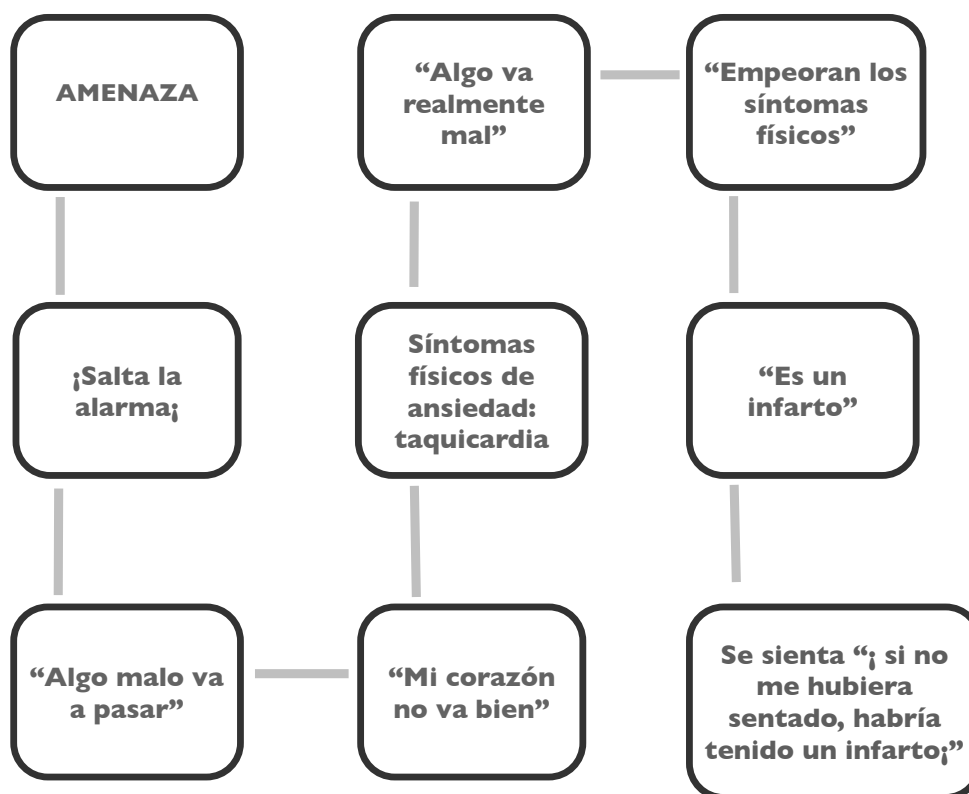 AMENAZA
¡Salta la
alarma¡
“Algo malo va
a pasar”
“Mi corazón
no va bien”
Síntomas
físicos de
ansiedad:
taquicardia
“Algo va
realmente
mal”
“Empeoran los
síntomas
físicos”
“Es un
infarto”
Se sienta “¡ si no
me hubiera
sentado, habría
tenido un infarto¡”